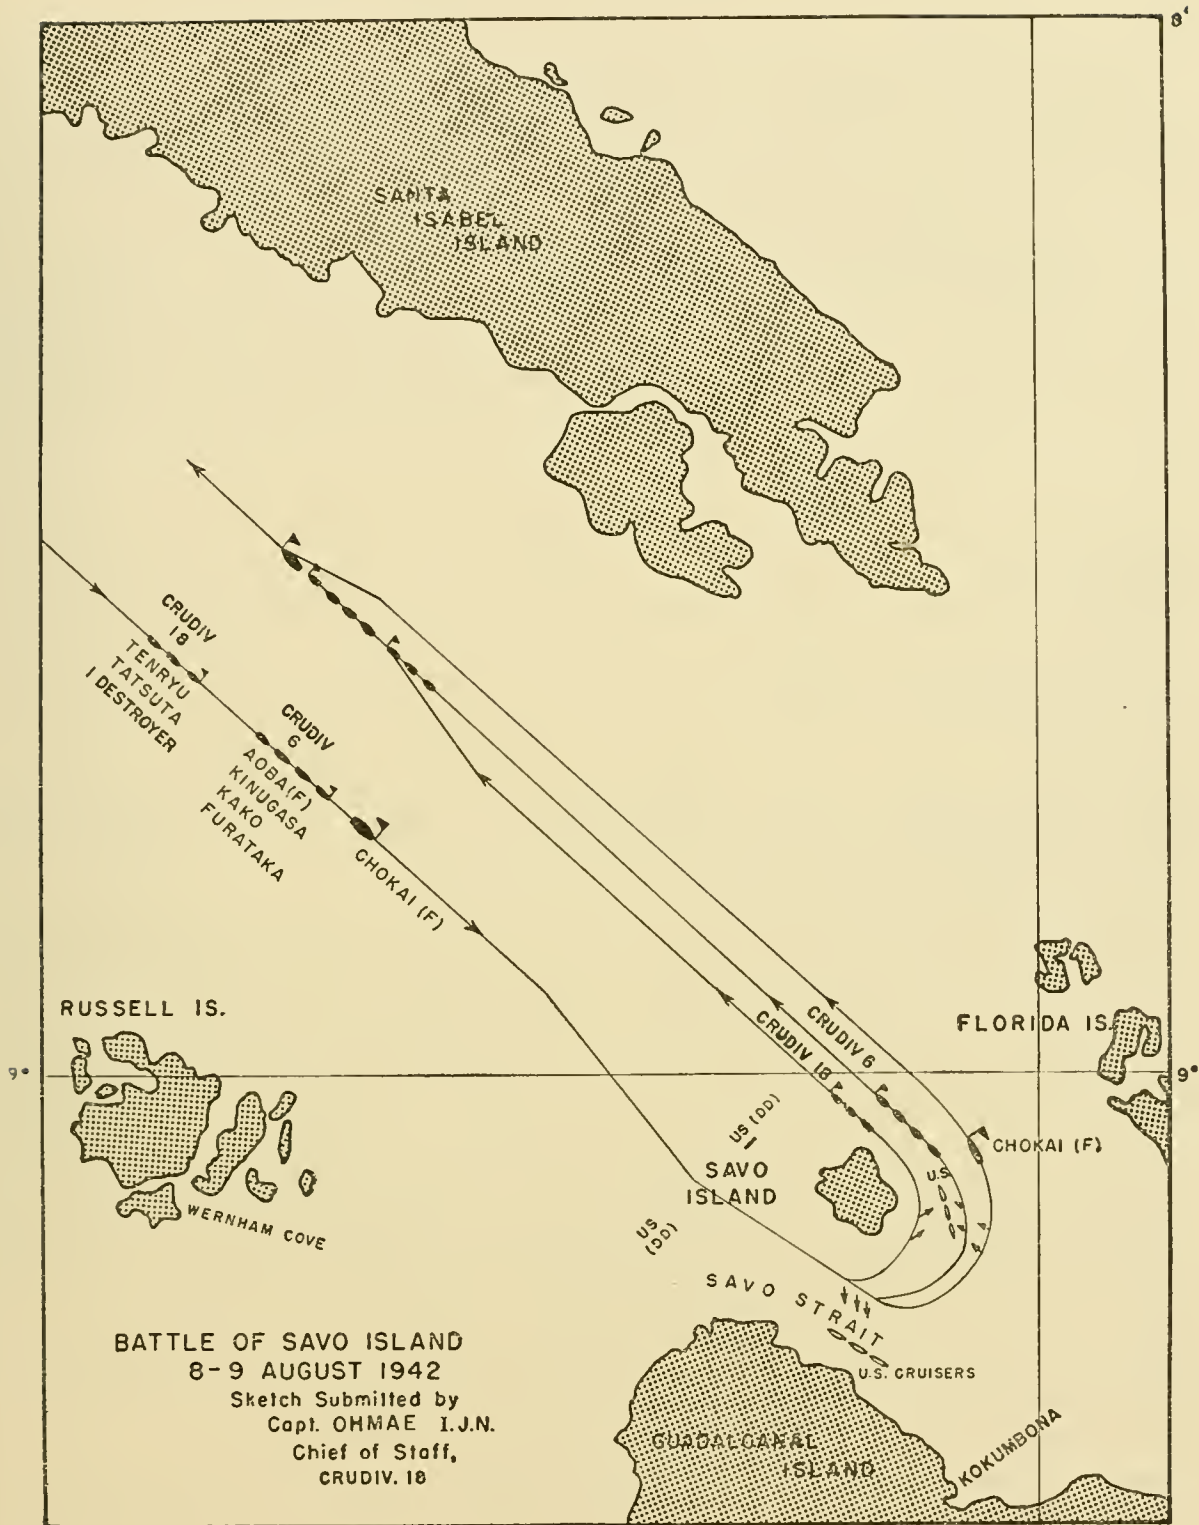 8°
SANTA
ISABEL
ISLAND
CRUDIV
18
TENRYU
TATSUTA
1 DESTROYER
CRUDIV
6
AOBA(F)
KINUGASA
KAKO
FURATAKA
CHOKAI (F)
RUSSELL IS.
FLORIDA IS.
9°
9°
CRUDIV 6
CRUDIV 18
US (DD)
CHOKAI (F)
SAVO
ISLAND
U.S
WERNHAM COVE
US
(DD)
SAVO STRAIT
U.S. CRUISERS
BATTLE OF SAVO ISLAND
8-9 AUGUST 1942
Sketch Submitted by
Capt. OHMAE I.J.N.
Chief of Staff,
CRUDIV. 18
GUADALCANAL
ISLAND
KOKUMBONA